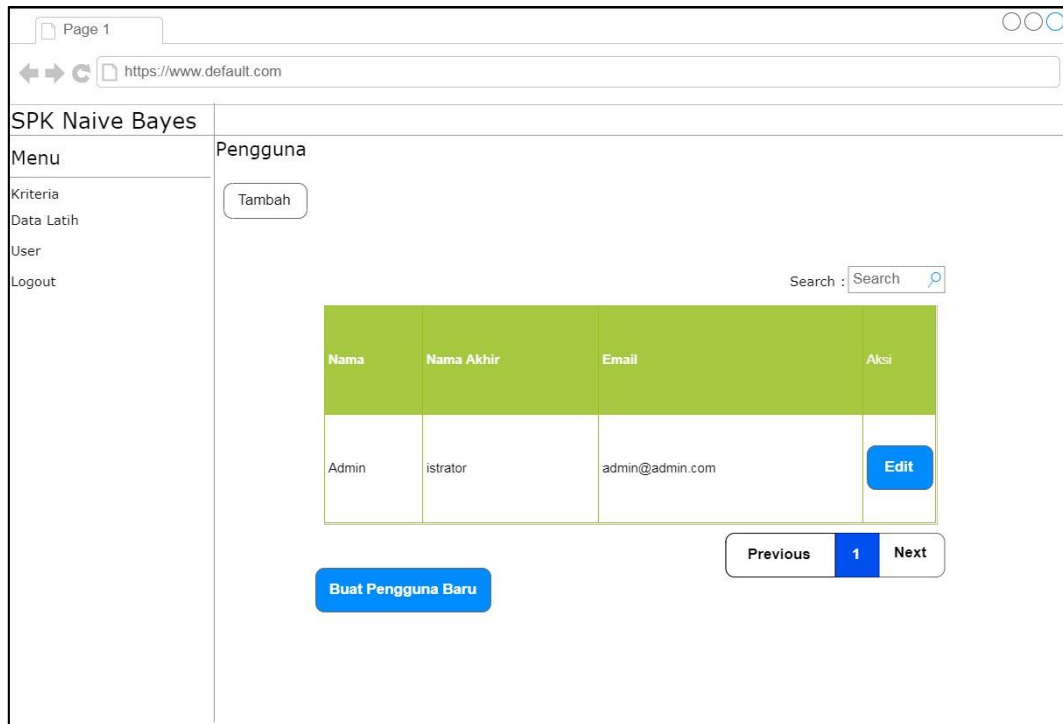 Page 1
https://www.default.com
SPK Naive Bayes
Menu
Kriteria
Data Latih
User
Logout
Pengguna
Tambah
Search : Search
Nama Nama Akhir Email Aksi
Admin istrator admin@admin.com Edit
Previous 1 Next
Buat Pengguna Baru